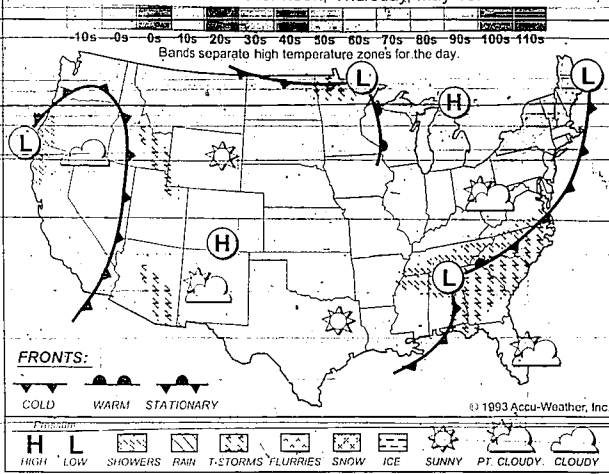 -10s -0s 0s 10s 20s 30s 40s 50s 60s 70s 80s 90s 100s 110s
Bands separate high temperature zones for the day.
L
L
H
L
H
L
FRONTS:
COLD WARM STATIONARY
© 1993 Accu-Weather, Inc.
Pressure
H L
HIGH LOW SHOWERS RAIN T-STORMS FLURRIES SNOW ICE SUNNY PT. CLOUDY CLOUDY